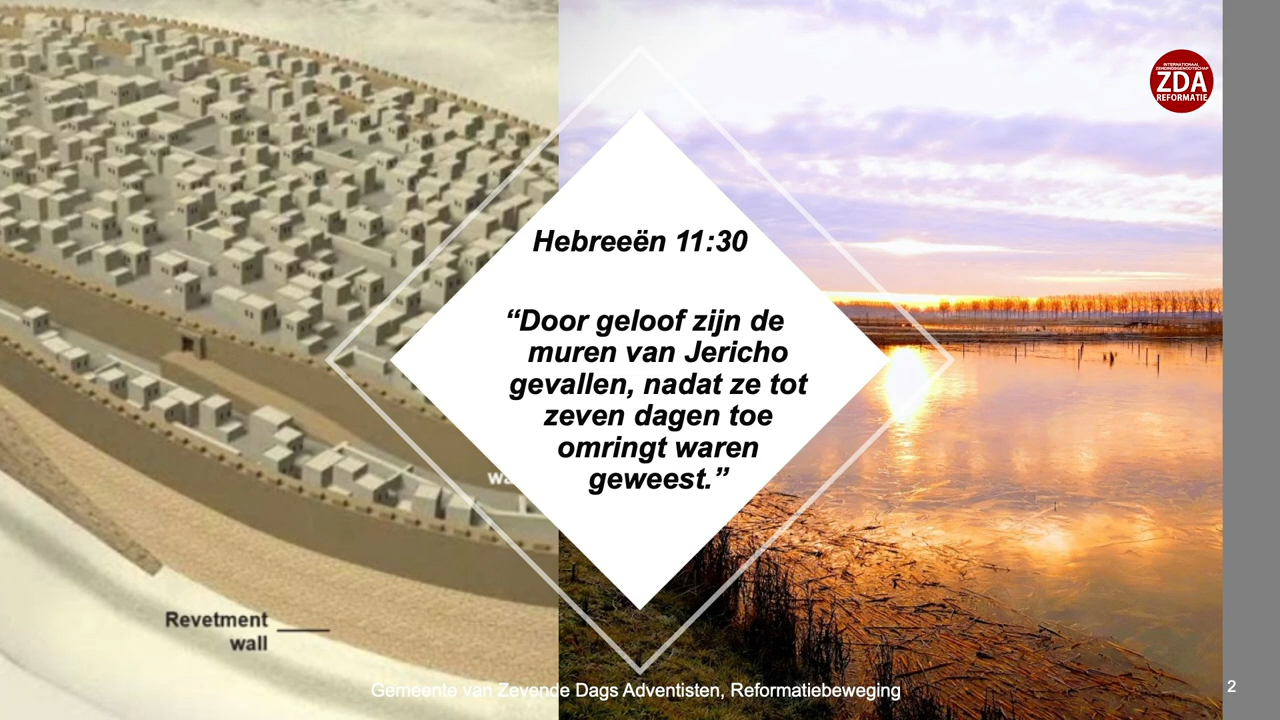 INTERNATIONAAL
ZENDINGSGENOOTSCHAP
ZDA
REFORMATIE
Hebreeën 11:30
“Door geloof zijn de
muren van Jericho
gevallen, nadat ze tot
zeven dagen toe
omringt waren
geweest.”
Revetment
wall
Gemeente van Zevende Dags Adventisten, Reformatiebeweging
2